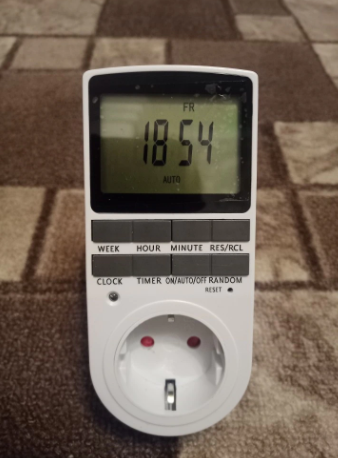 FR
18 54
AUTO
WEEK HOUR MINUTE RES/RCL
CLOCK TIMER ON/AUTO/OFF RANDOM
RESET